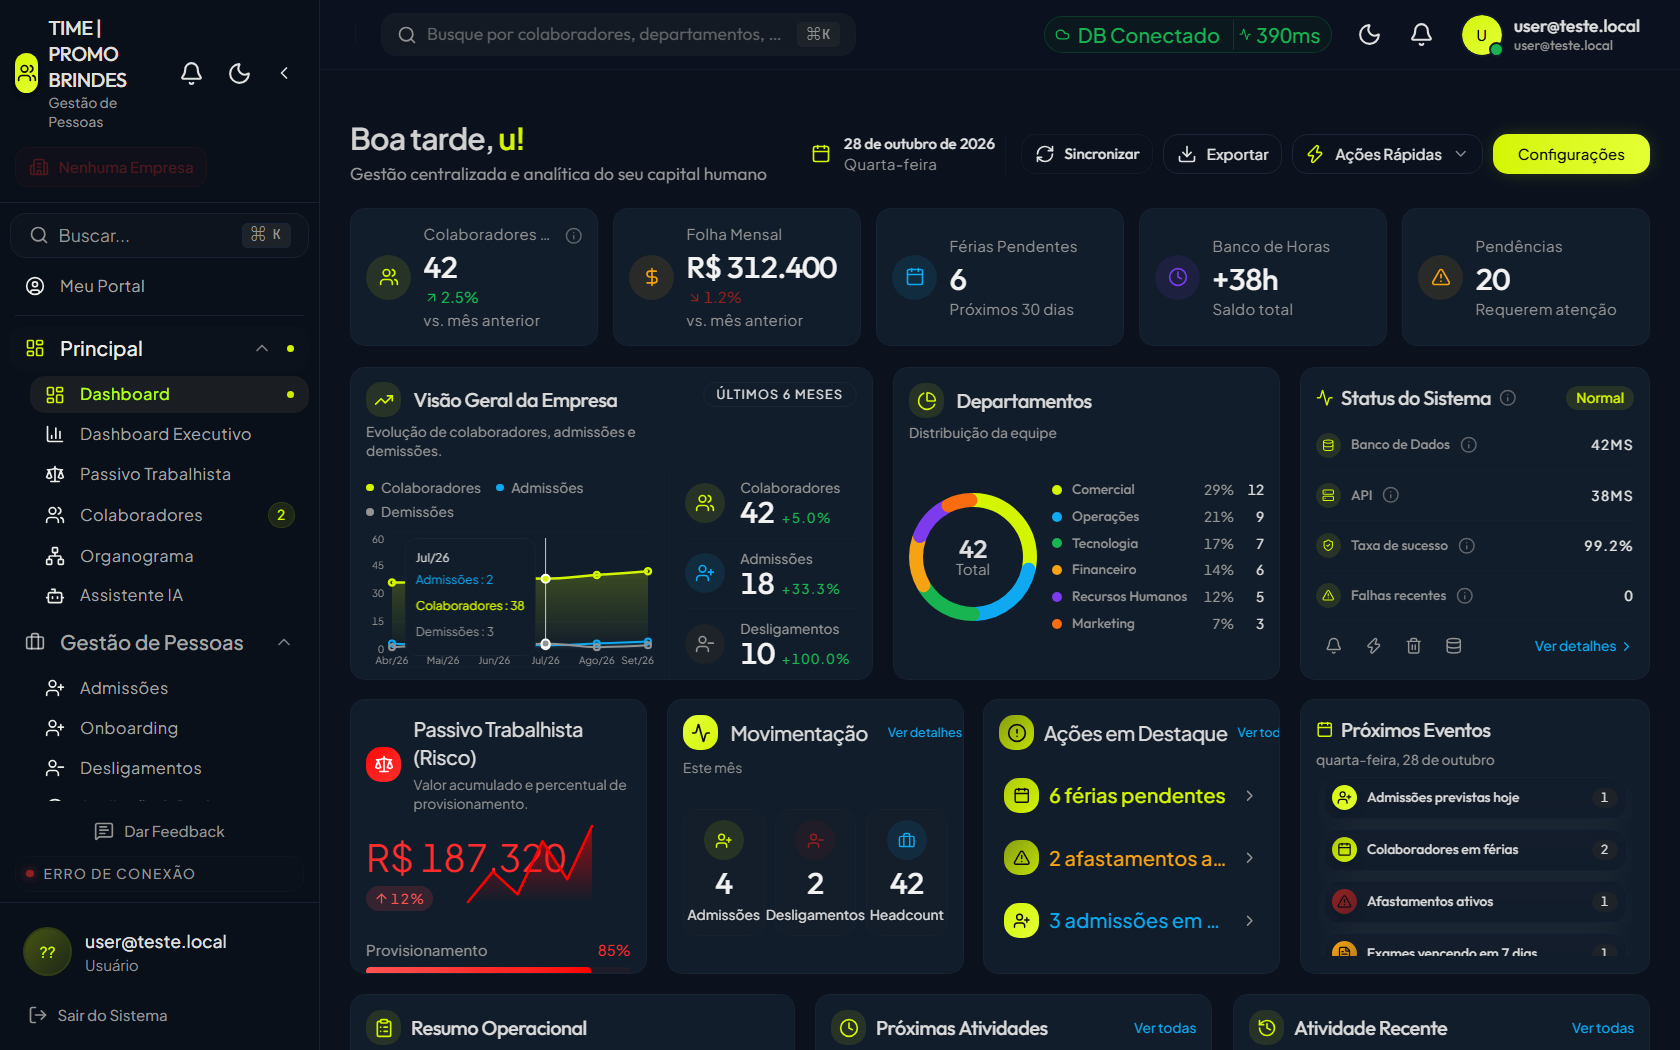 TIME |
PROMO
BRINDES
Gestão de
Pessoas
Nenhuma Empresa
Buscar...
⌘ K
Meu Portal
Principal
Dashboard
Dashboard Executivo
Passivo Trabalhista
Colaboradores
2
Organograma
Assistente IA
Gestão de Pessoas
Admissões
Onboarding
Desligamentos
Dar Feedback
ERRO DE CONEXÃO
??
user@teste.local
Usuário
Sair do Sistema
Busque por colaboradores, departamentos, ...
⌘K
DB Conectado
390ms
U
user@teste.local
user@teste.local
Boa tarde, u!
Gestão centralizada e analítica do seu capital humano
28 de outubro de 2026
Quarta-feira
Sincronizar
Exportar
Ações Rápidas
Configurações
Colaboradores ...
42
2.5%
vs. mês anterior
Folha Mensal
R$ 312.400
1.2%
vs. mês anterior
Férias Pendentes
6
Próximos 30 dias
Banco de Horas
+38h
Saldo total
Pendências
20
Requerem atenção
Visão Geral da Empresa
ÚLTIMOS 6 MESES
Evolução de colaboradores, admissões e
demissões.
Colaboradores
Admissões
Demissões
60
45
30
15
0
Jul/26
Admissões : 2
Colaboradores : 38
Demissões : 3
Abr/26
Mai/26
Jun/26
Jul/26
Ago/26
Set/26
Colaboradores
42 +5.0%
Admissões
18 +33.3%
Desligamentos
10 +100.0%
Departamentos
Distribuição da equipe
42
Total
Comercial 29% 12
Operações 21% 9
Tecnologia 17% 7
Financeiro 14% 6
Recursos Humanos 12% 5
Marketing 7% 3
Status do Sistema
Normal
Banco de Dados 42MS
API 38MS
Taxa de sucesso 99.2%
Falhas recentes 0
Ver detalhes
Passivo Trabalhista
(Risco)
Valor acumulado e percentual de
provisionamento.
R$ 187.320
12%
Provisionamento 85%
Movimentação
Ver detalhes
Este mês
4
Admissões
2
Desligamentos
42
Headcount
Ações em Destaque
Ver tod
6 férias pendentes
2 afastamentos a...
3 admissões em ...
Próximos Eventos
quarta-feira, 28 de outubro
Admissões previstas hoje 1
Colaboradores em férias 2
Afastamentos ativos 1
Exames vencendo em 7 dias 1
Resumo Operacional
Próximas Atividades
Ver todas
Atividade Recente
Ver todas